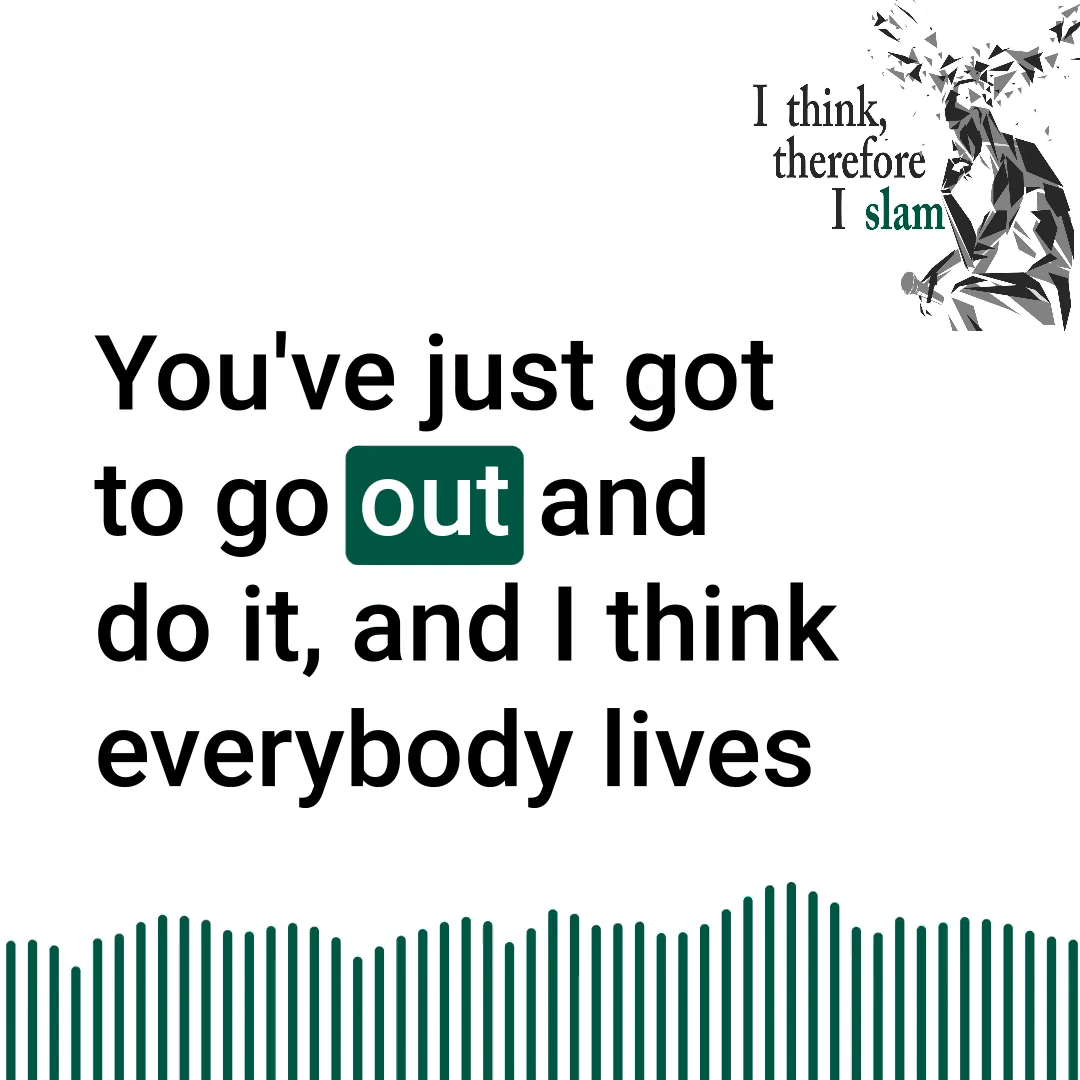 I think,
therefore
I slam
You've just got
to go out and
do it, and I think
everybody lives